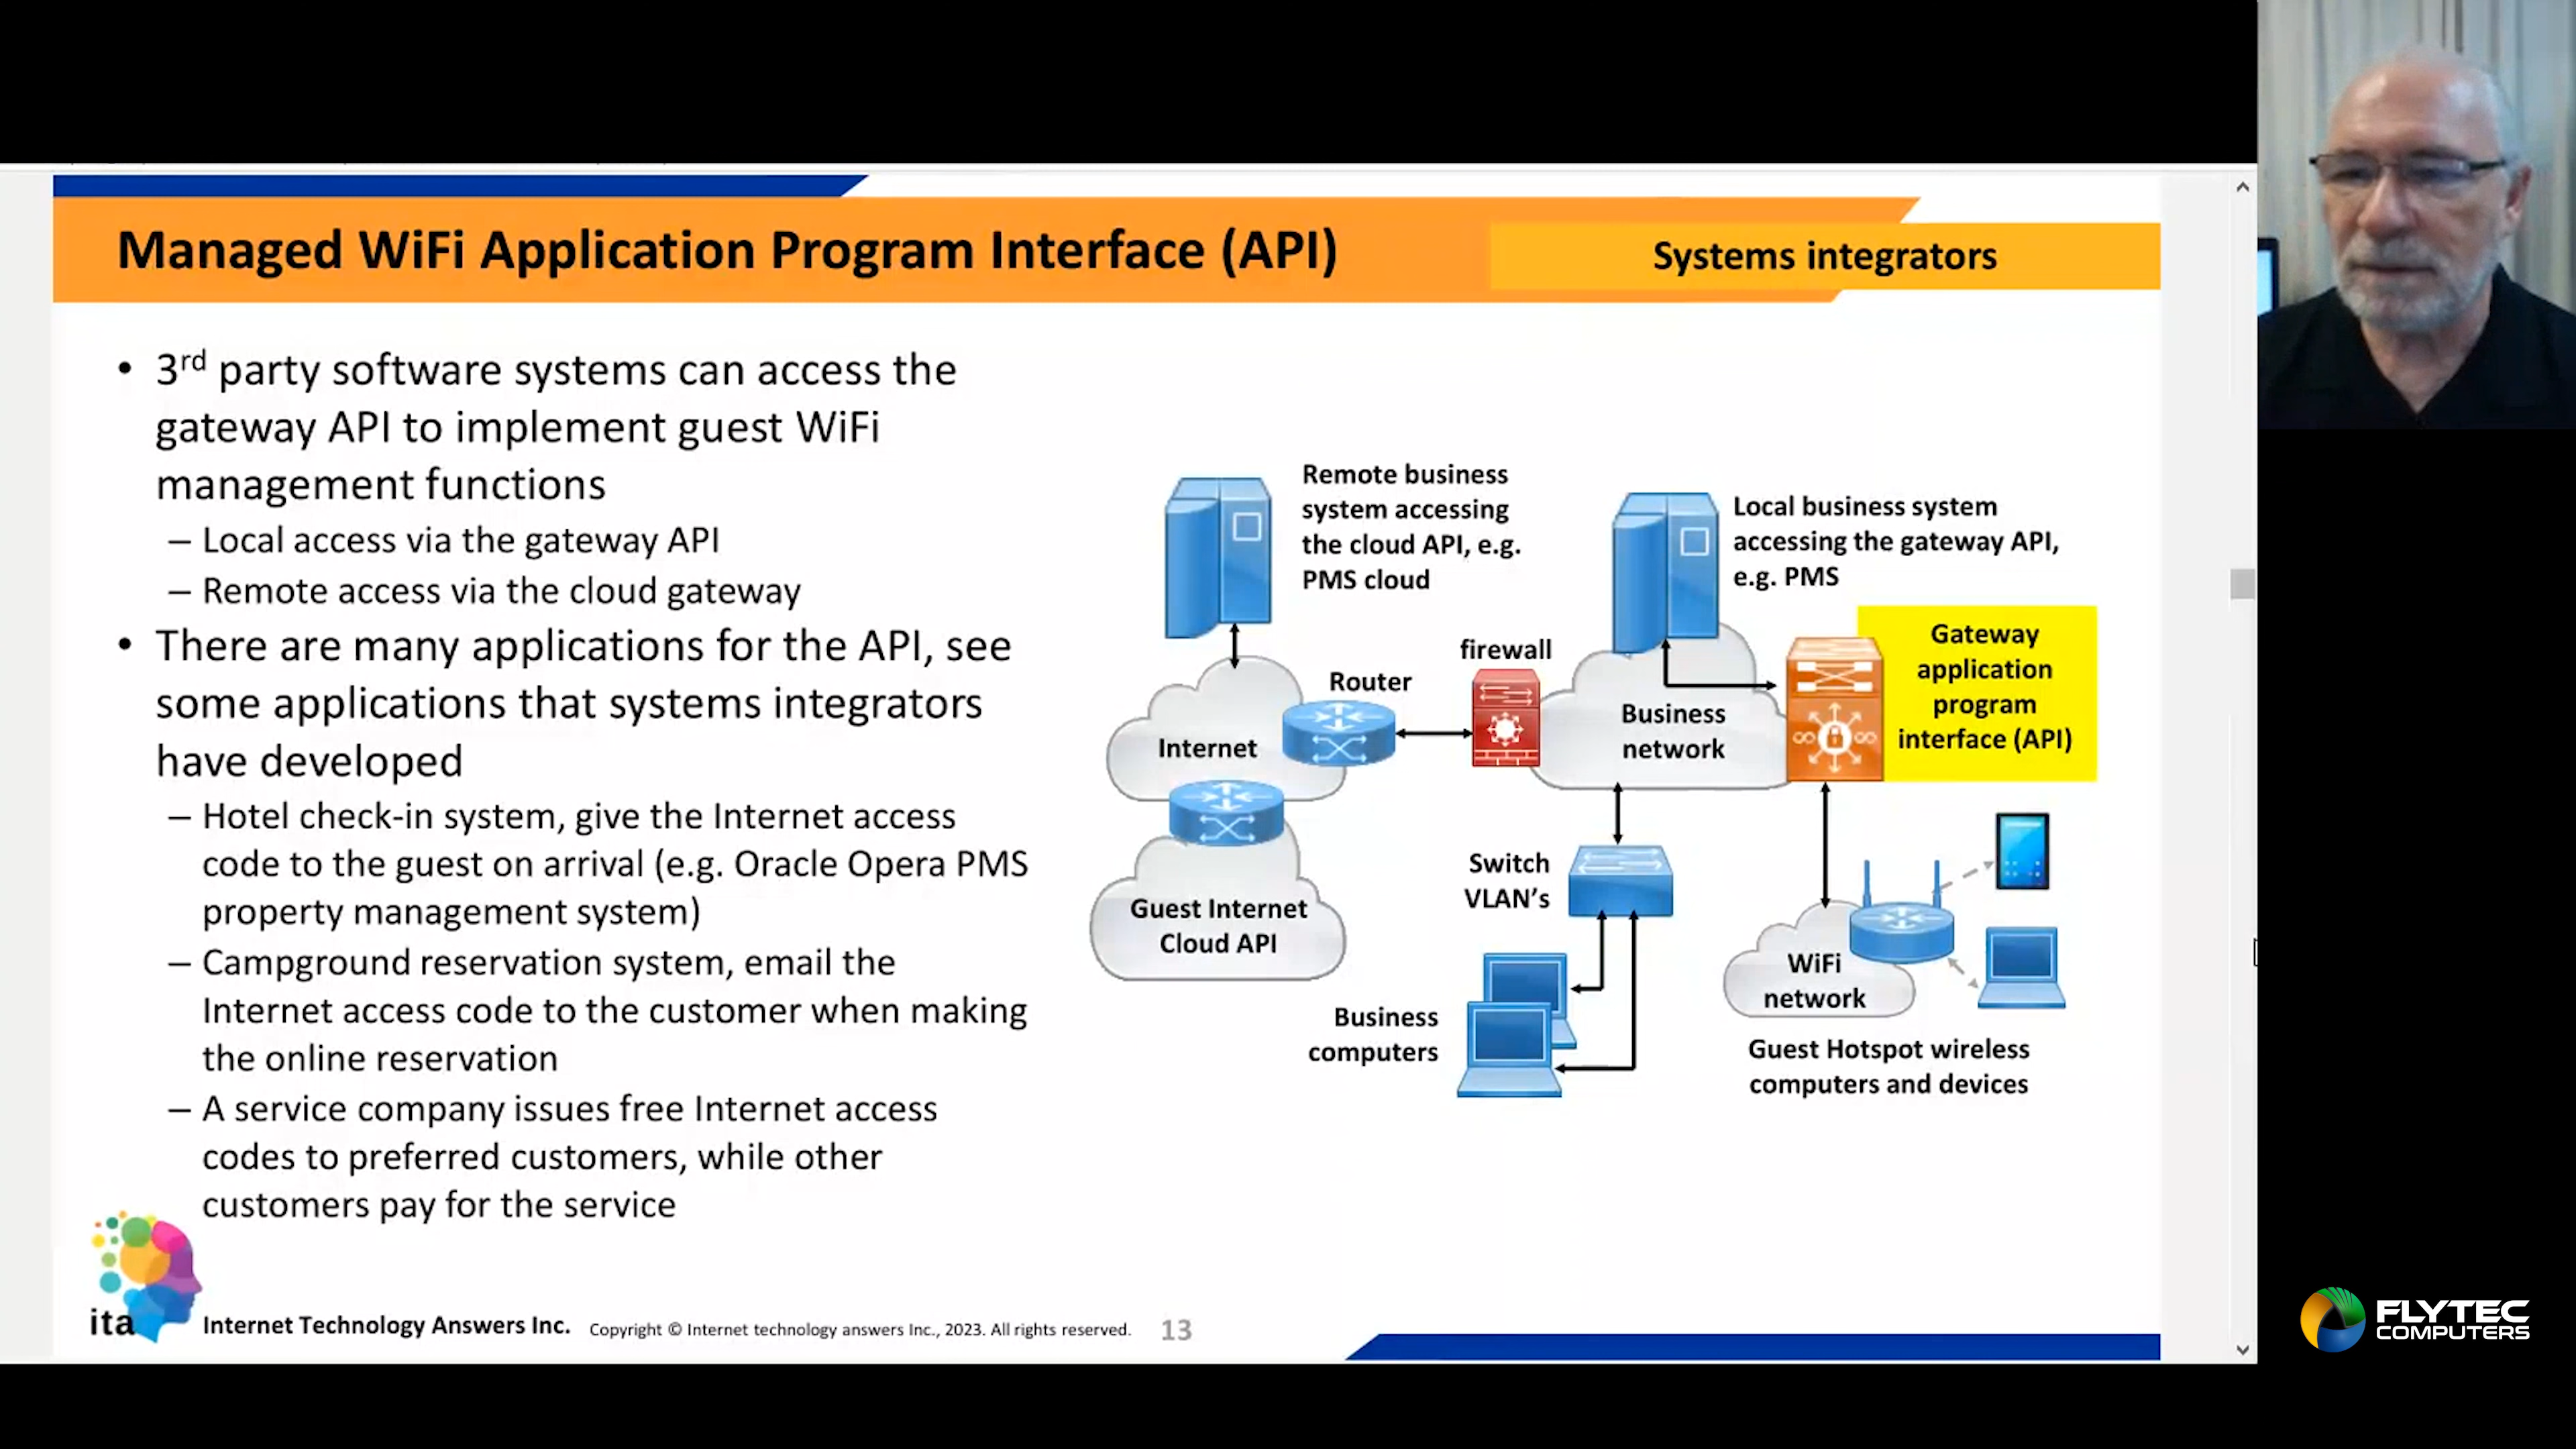 Managed WiFi Application Program Interface (API)
Systems integrators
• 3rd party software systems can access the
gateway API to implement guest WiFi
management functions
– Local access via the gateway API
– Remote access via the cloud gateway
• There are many applications for the API, see
some applications that systems integrators
have developed
– Hotel check-in system, give the Internet access
code to the guest on arrival (e.g. Oracle Opera PMS
property management system)
– Campground reservation system, email the
Internet access code to the customer when making
the online reservation
– A service company issues free Internet access
codes to preferred customers, while other
customers pay for the service
Remote business
system accessing
the cloud API, e.g.
PMS cloud
Local business system
accessing the gateway API,
e.g. PMS
Gateway
application
program
interface (API)
firewall
Router
Internet
Business
network
Guest Internet
Cloud API
Switch
VLAN's
Business
computers
WiFi
network
Guest Hotspot wireless
computers and devices
ita
Internet Technology Answers Inc.
Copyright © Internet technology answers Inc., 2023. All rights reserved.
13
FLYTEC
COMPUTERS